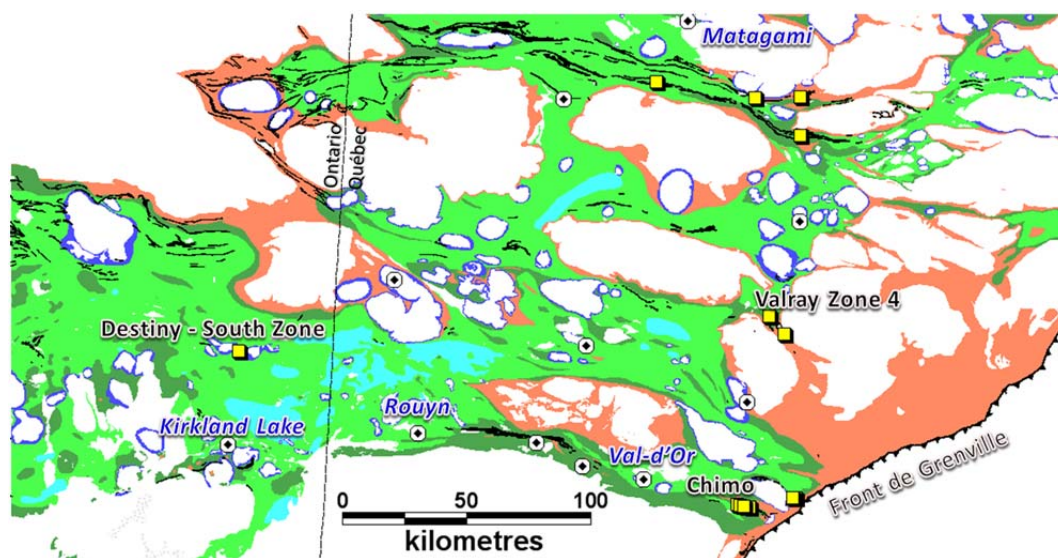 Matagami
Ontario
Québec
Valray Zone 4
Destiny - South Zone
Kirkland Lake
Rouyn
Val-d'Or
Chimo
Front de Grenville
0 50 100
kilometres